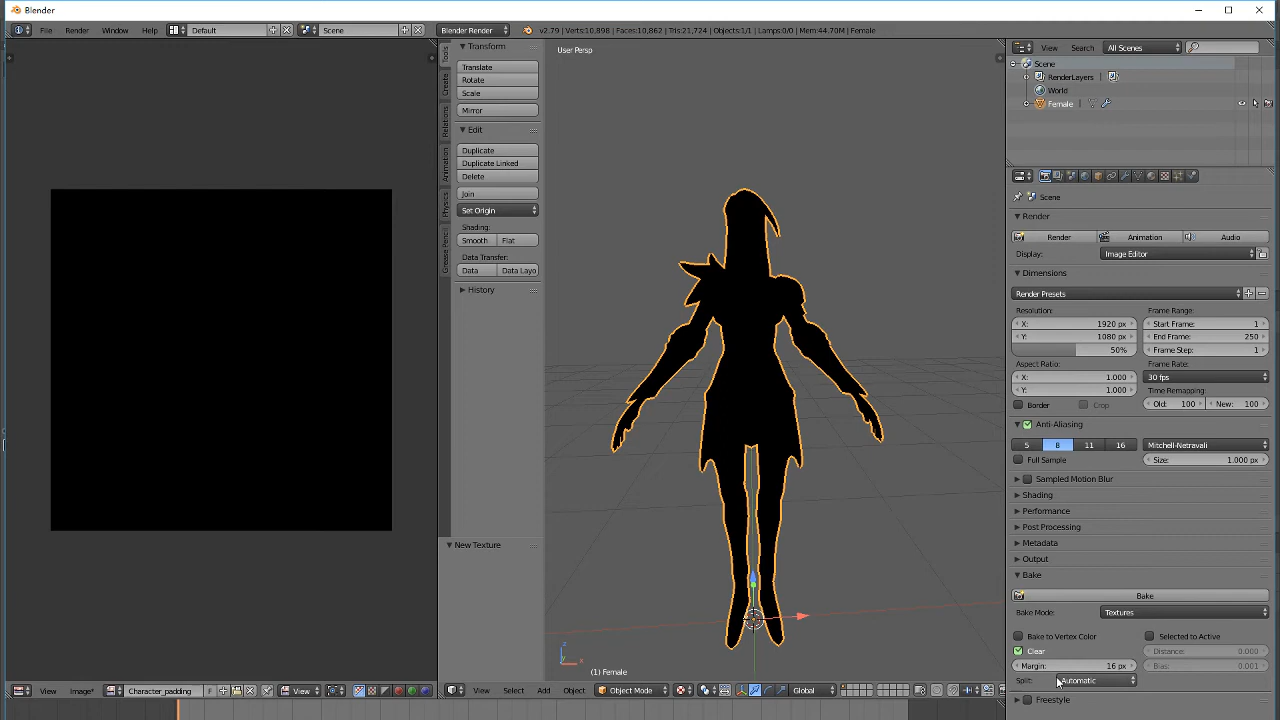 Blender
File Render Window Help Default Scene Blender Render v2.79 | Verts:10,898 | Faces:10,862 | Tris:21,724 | Objects:1/1 | Lamps:0/0 | Mem:44.70M | Female
Tools
Create
Relations
Animation
Physics
Grease Pencil
Transform
Translate
Rotate
Scale
Mirror
Edit
Duplicate
Duplicate Linked
Delete
Join
Set Origin
Shading:
Smooth Flat
Data Transfer:
Data Data Layo
History
New Texture
User Persp
(1) Female
View Search All Scenes
Scene
RenderLayers
World
Female
Scene
Render
Render Animation Audio
Display: Image Editor
Dimensions
Render Presets
Resolution: Frame Range:
X: 1920 px Start Frame: 1
Y: 1080 px End Frame: 250
50% Frame Step: 1
Aspect Ratio: Frame Rate:
X: 1.000 30 fps
Y: 1.000 Time Remapping:
Border Crop Old: 100 New: 100
Anti-Aliasing
5 8 11 16 Mitchell-Netravali
Full Sample Size: 1.000 px
Sampled Motion Blur
Shading
Performance
Post Processing
Metadata
Output
Bake
Bake
Bake Mode: Textures
Bake to Vertex Color Selected to Active
Clear Distance: 0.000
Margin: 16 px Bias: 0.001
Split: Automatic
Freestyle
View Image* Character_padding F View
View Select Add Object Object Mode Global
z
x